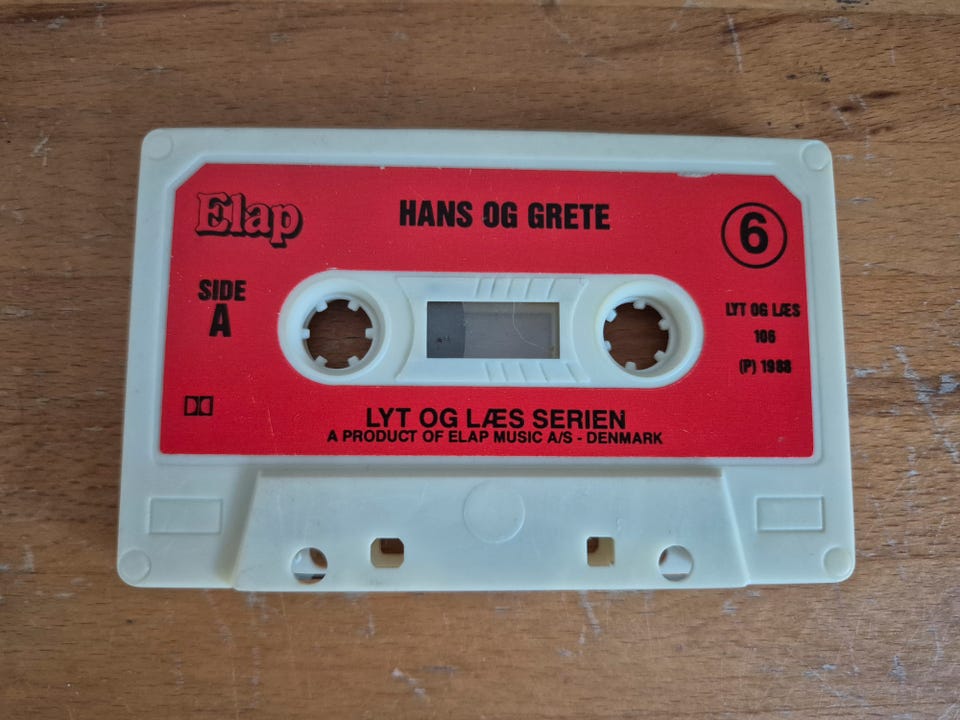 Elap
HANS OG GRETE
6
SIDE
A
LYT OG LÆS
106
(P) 1988
LYT OG LÆS SERIEN
A PRODUCT OF ELAP MUSIC A/S - DENMARK